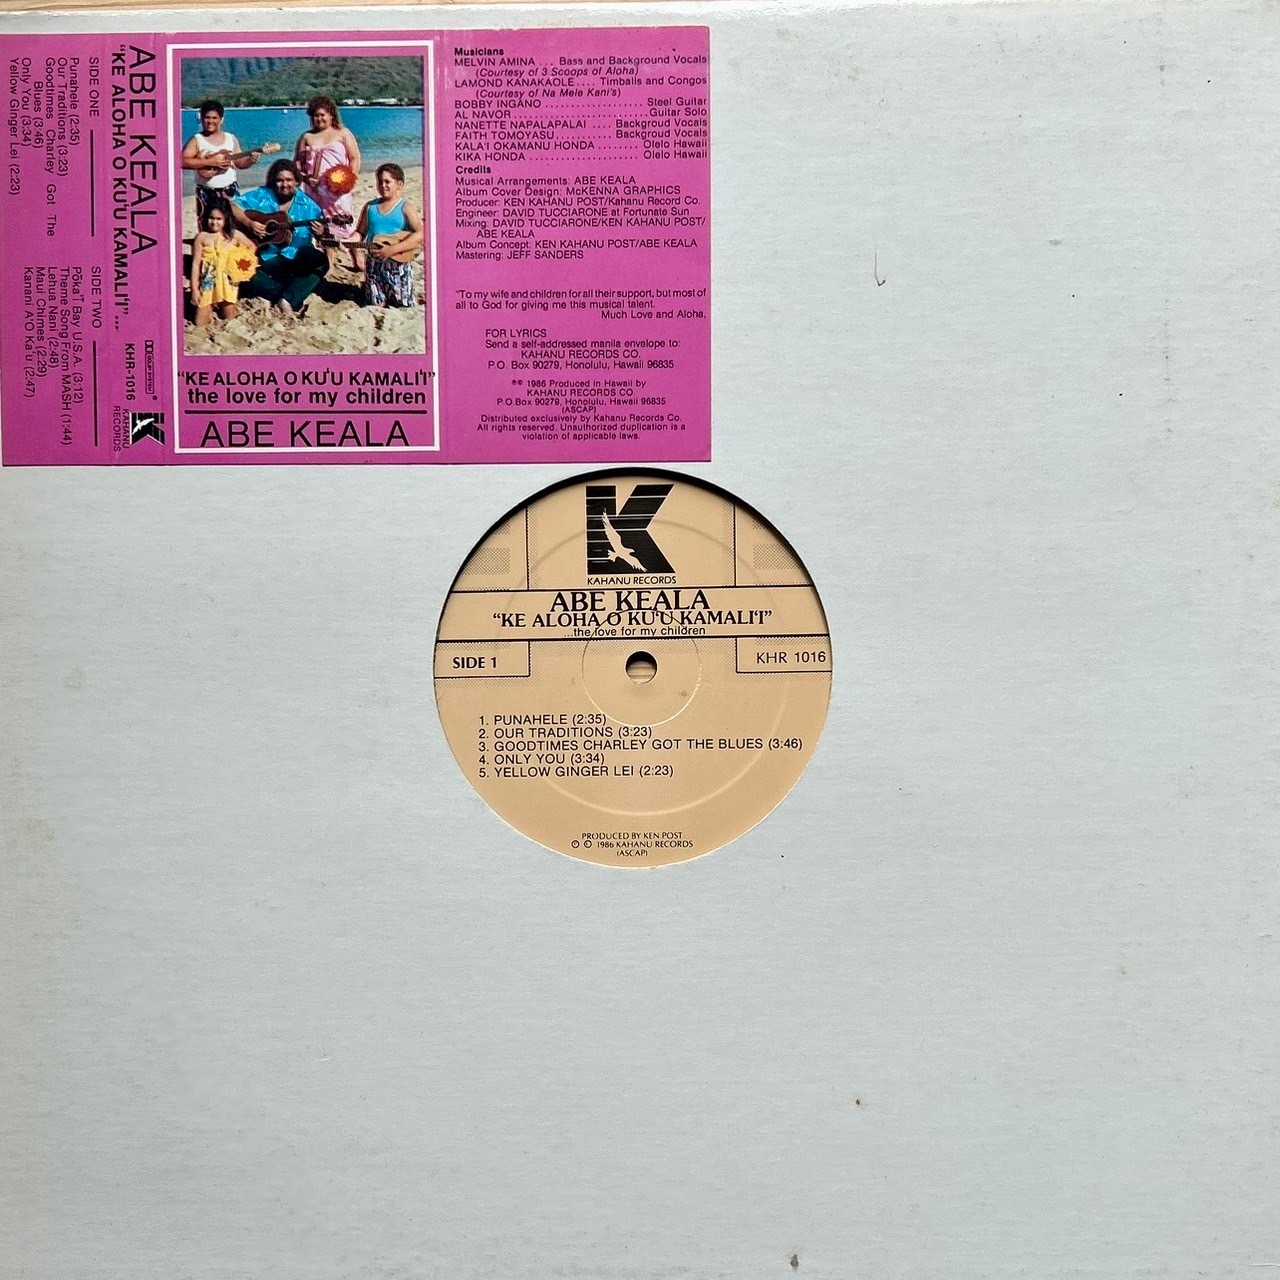 ABE KEALA
"KE ALOHA O KU'U KAMALI'I"...
SIDE ONE
Punahele (2:35)
Our Traditions (3:23)
Goodtimes Charley Got The
Blues (3:46)
Only You (3:34)
Yellow Ginger Lei (2:23)
SIDE TWO
Pōka'ī Bay U.S.A. (3:12)
Theme Song From MASH (1:44)
Lehua Nani (2:48)
Maui Chimes (2:29)
Kanani A'O Ka'u (2:47)
DOLBY SYSTEM ®
KHR-1016
KAHANU
RECORDS
"KE ALOHA O KU'U KAMALI'I"
the love for my children
ABE KEALA
Musicians
MELVIN AMINA ... Bass and Background Vocals
(Courtesy of 3 Scoops of Aloha)
LAMOND KANAKAOLE .... Timballs and Congos
(Courtesy of Na Mele Kani's)
BOBBY INGANO ................... Steel Guitar
AL NAVOR ......................... Guitar Solo
NANETTE NAPALAPALAI .... Backgroud Vocals
FAITH TOMOYASU ........... Backgroud Vocals
KALA'I OKAMANU HONDA ........ Olelo Hawaii
KIKA HONDA ...................... Olelo Hawaii
Credits
Musical Arrangements: ABE KEALA
Album Cover Design: McKENNA GRAPHICS
Producer: KEN KAHANU POST/Kahanu Record Co.
Engineer: DAVID TUCCIARONE at Fortunate Sun
Mixing: DAVID TUCCIARONE/KEN KAHANU POST/
ABE KEALA
Album Concept: KEN KAHANU POST/ABE KEALA
Mastering: JEFF SANDERS
"To my wife and children for all their support, but most of
all to God for giving me this musical talent.
Much Love and Aloha,
FOR LYRICS
Send a self-addressed manila envelope to:
KAHANU RECORDS CO.
P.O. Box 90279, Honolulu, Hawaii 96835
℗© 1986 Produced in Hawaii by
KAHANU RECORDS CO.
P.O. Box 90279, Honolulu, Hawaii 96835
(ASCAP)
Distributed exclusively by Kahanu Records Co.
All rights reserved. Unauthorized duplication is a
violation of applicable laws.
K
KAHANU RECORDS
ABE KEALA
"KE ALOHA O KU'U KAMALI'I"
...the love for my children
SIDE 1
KHR 1016
1. PUNAHELE (2:35)
2. OUR TRADITIONS (3:23)
3. GOODTIMES CHARLEY GOT THE BLUES (3:46)
4. ONLY YOU (3:34)
5. YELLOW GINGER LEI (2:23)
PRODUCED BY KEN POST
℗ © 1986 KAHANU RECORDS
(ASCAP)